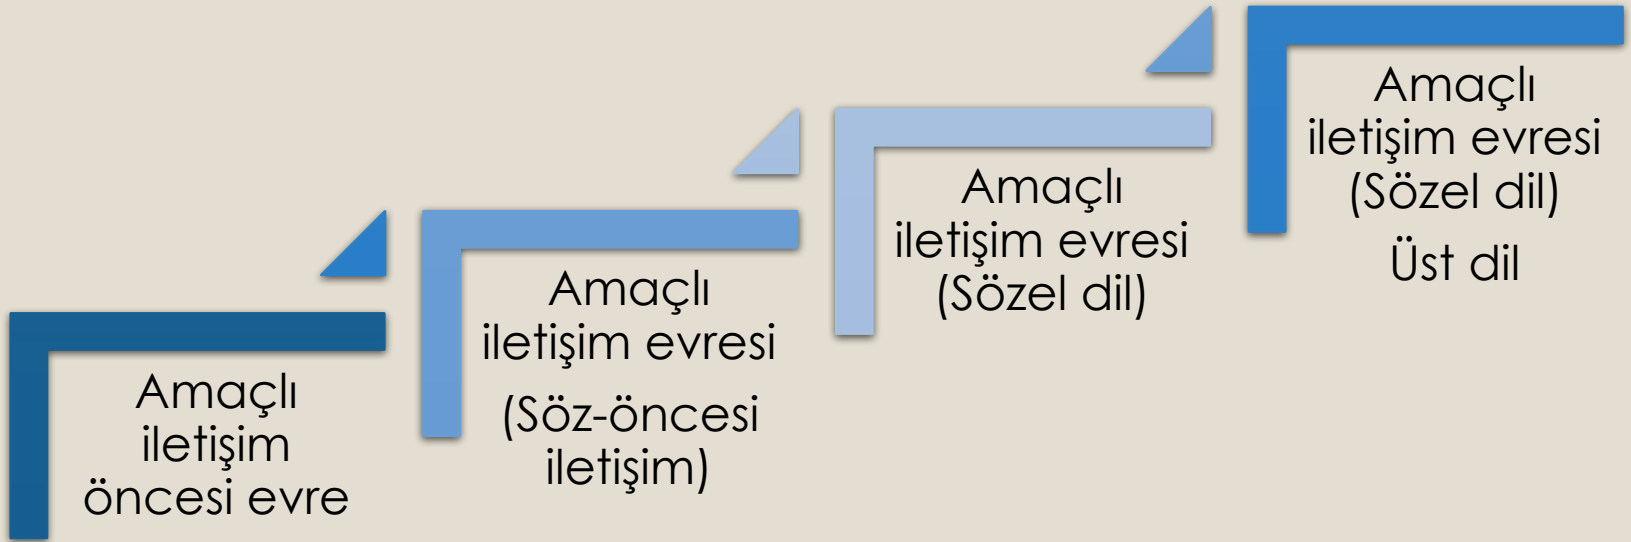 Amaçlı
iletişim
öncesi evre
Amaçlı
iletişim evresi
(Söz-öncesi
iletişim)
Amaçlı
iletişim evresi
(Sözel dil)
Amaçlı
iletişim evresi
(Sözel dil)
Üst dil